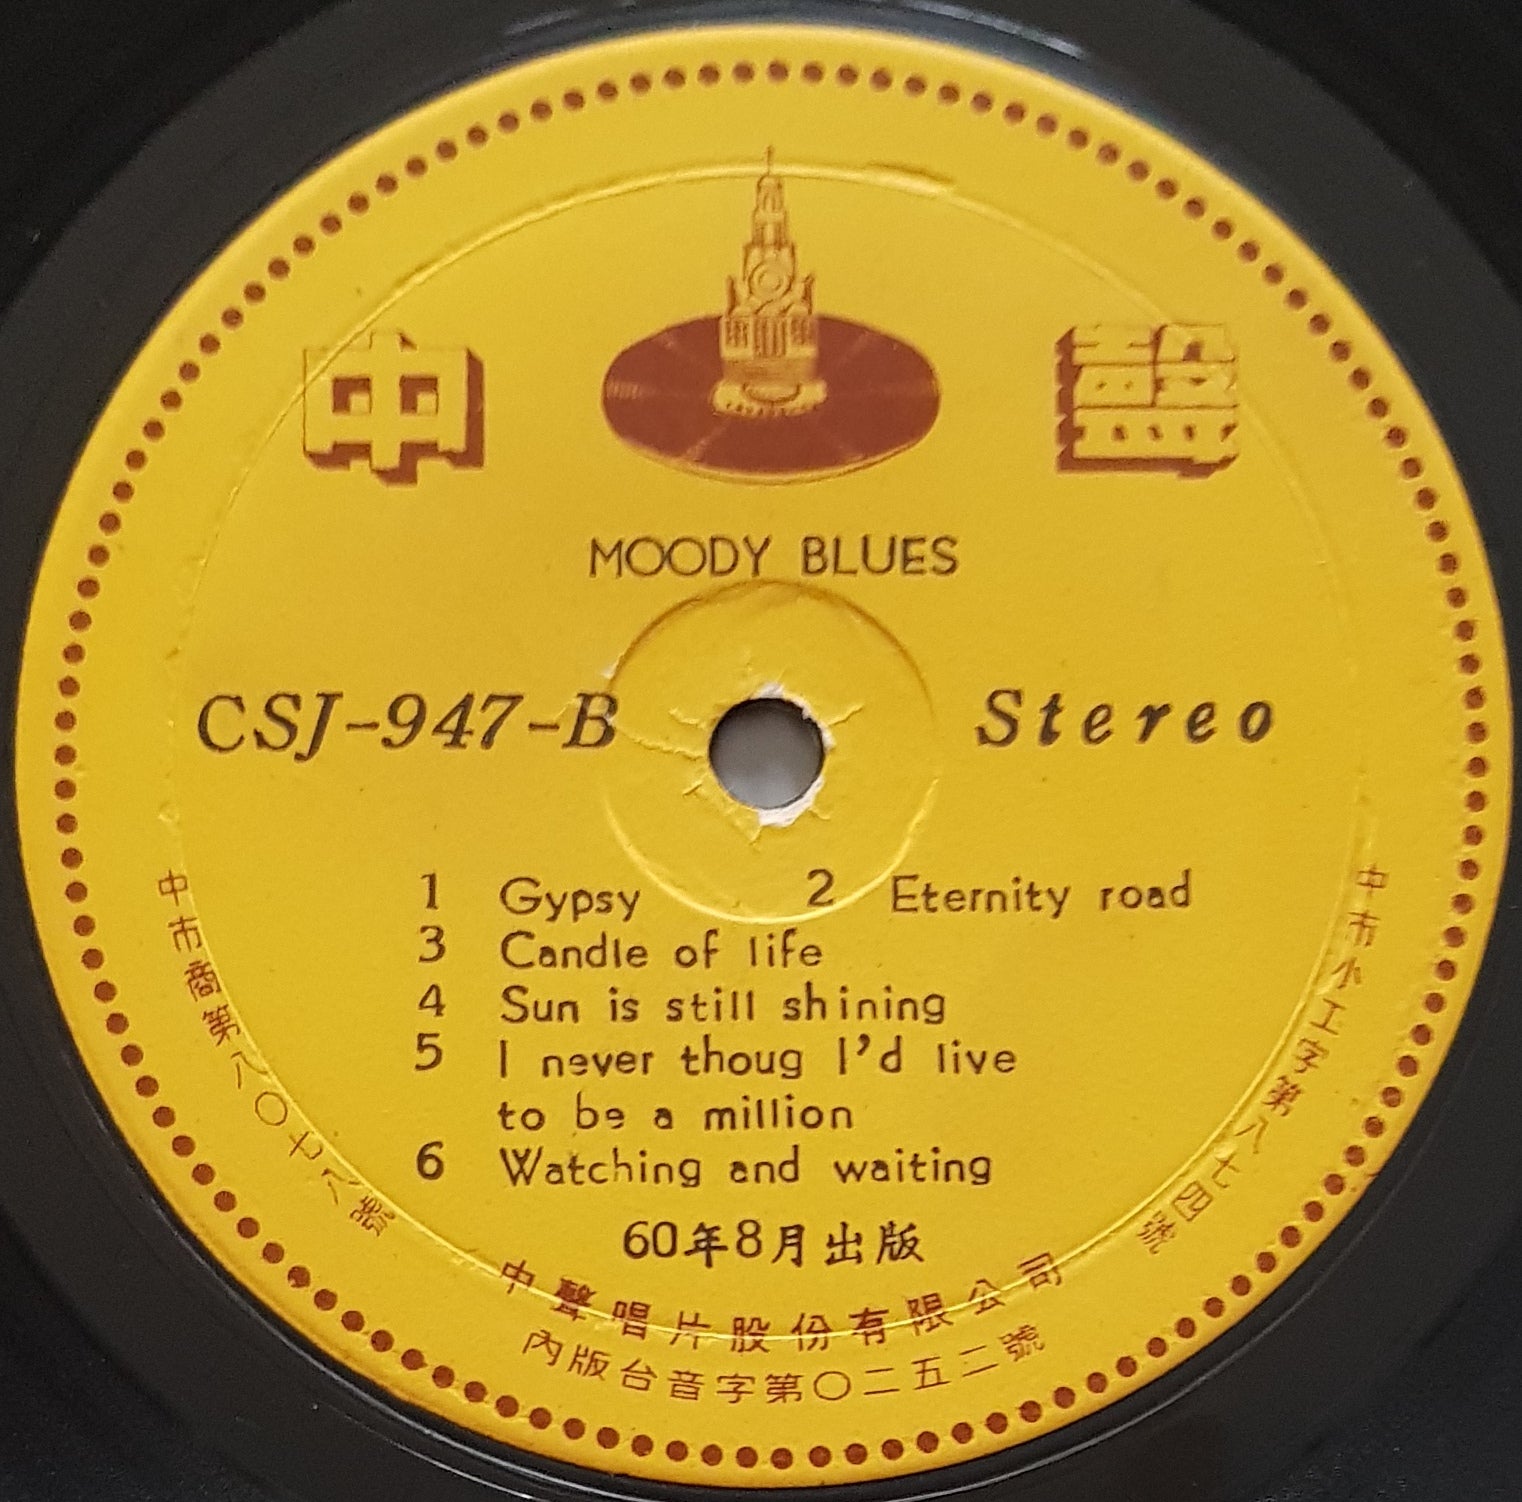 中聲
MOODY BLUES
CSJ-947-B Stereo
1 Gypsy 2 Eternity road
3 Candle of life
4 Sun is still shining
5 I never thoug I'd live
to be a million
6 Watching and waiting
60年8月出版
中市商第八〇七八號
中聲唱片股份有限公司
內版台音字第〇二五二號
中市小工字第八七四號